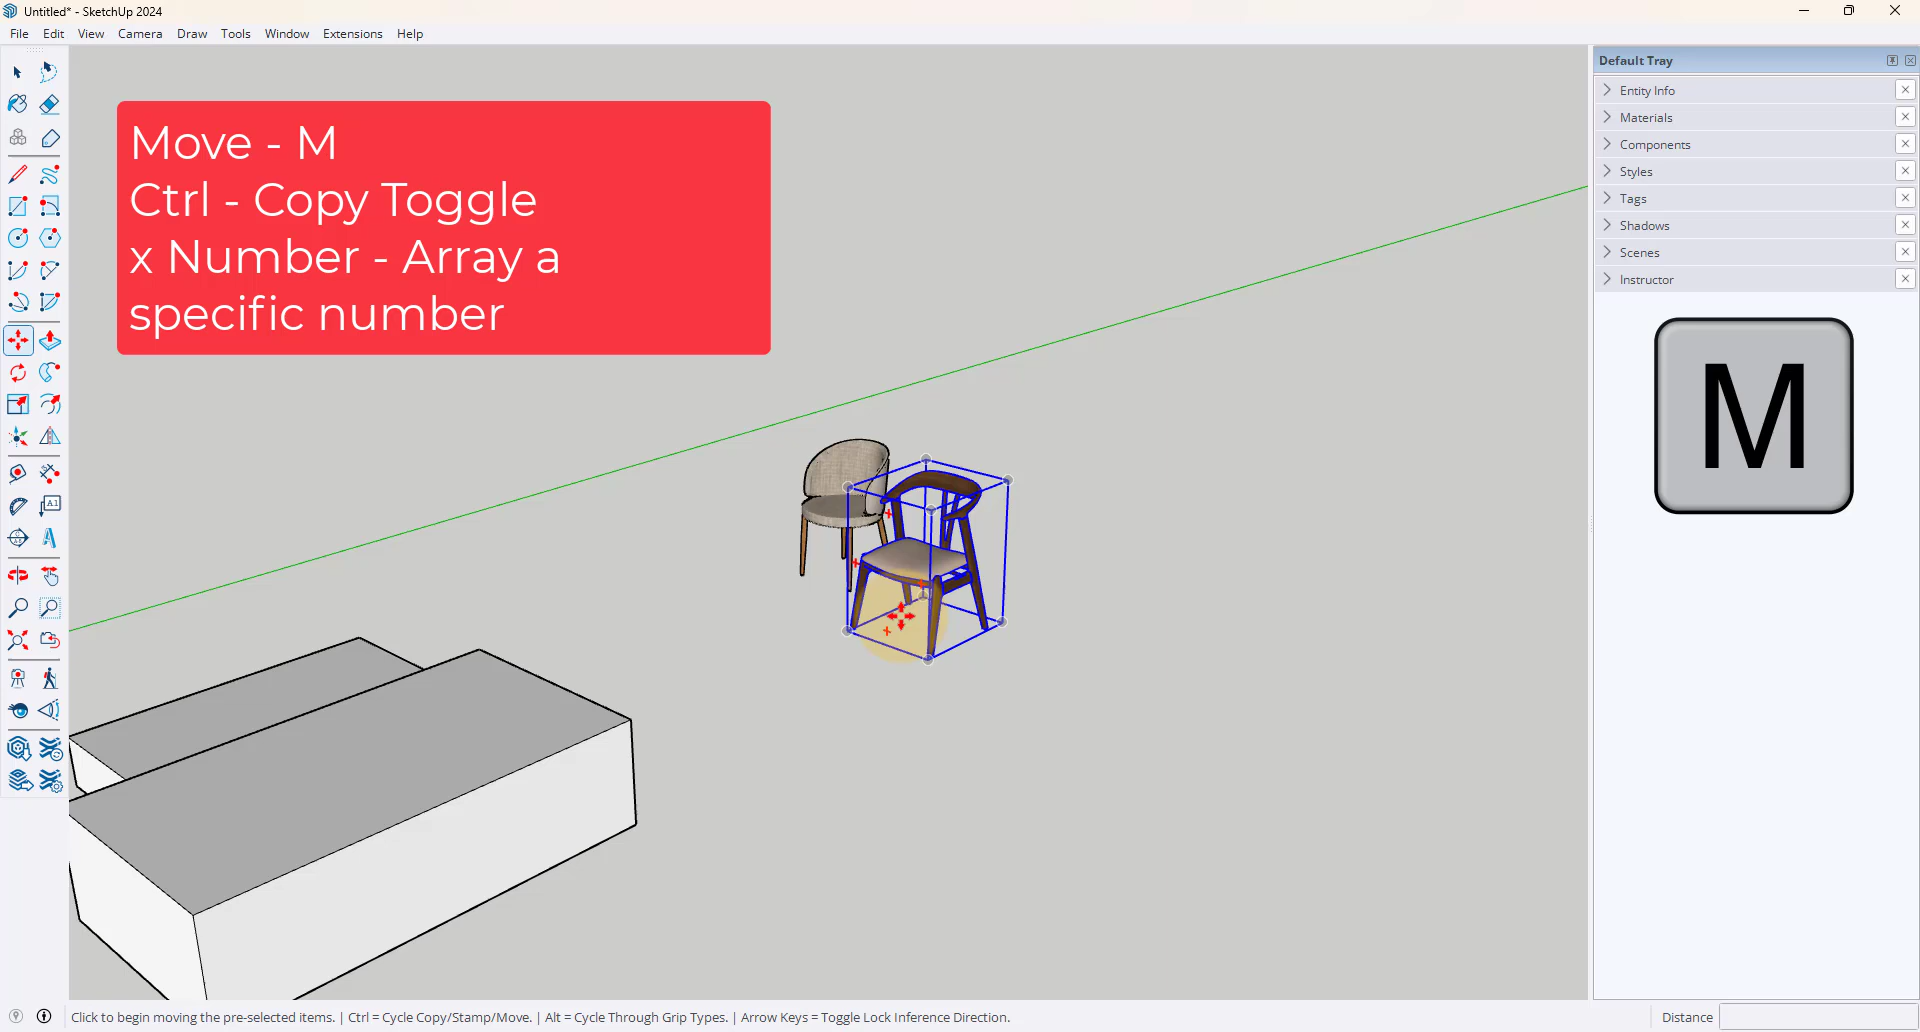 Untitled* - SketchUp 2024
File Edit View Camera Draw Tools Window Extensions Help
Default Tray
Entity Info
Materials
Components
Styles
Tags
Shadows
Scenes
Instructor
Move - M
Ctrl - Copy Toggle
x Number - Array a
specific number
M
A1
Click to begin moving the pre-selected items. | Ctrl = Cycle Copy/Stamp/Move. | Alt = Cycle Through Grip Types. | Arrow Keys = Toggle Lock Inference Direction.
Distance